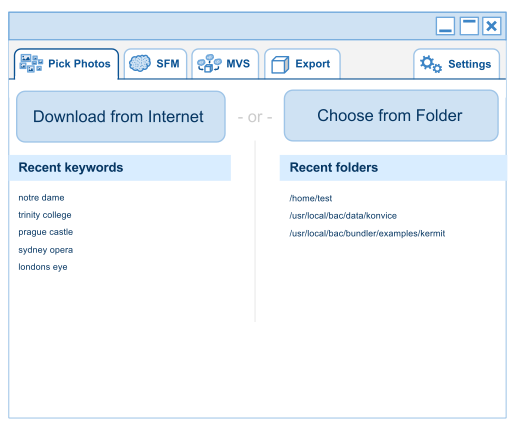 Pick Photos SFM MVS Export Settings
Download from Internet - or - Choose from Folder
Recent keywords
notre dame
trinity college
prague castle
sydney opera
londons eye
Recent folders
/home/test
/usr/local/bac/data/konvice
/usr/local/bac/bundler/examples/kermit